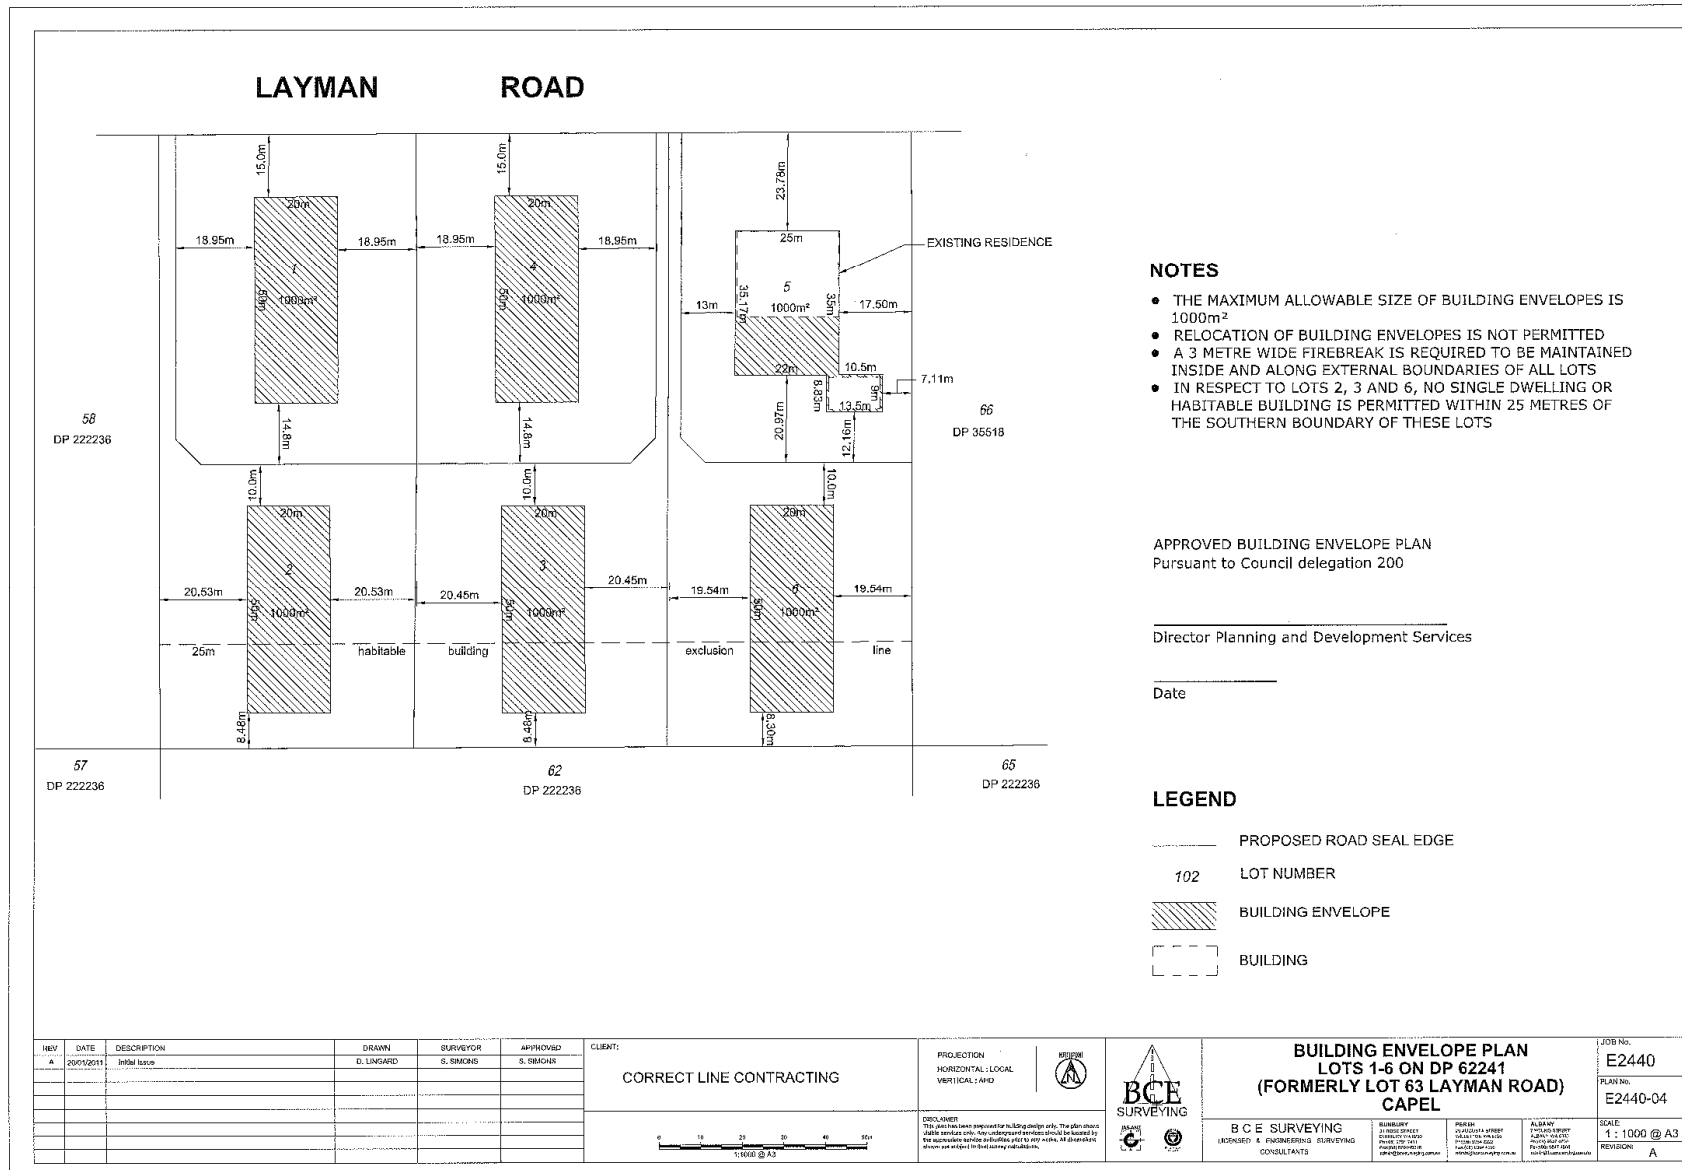 LAYMAN ROAD
15.0m
15.0m
23.78m
20m
20m
25m
18.95m
18.95m
18.95m
18.95m
EXISTING RESIDENCE
1
4
5
50m
1000m²
50m
1000m²
13m
35.17m
1000m²
35m
17.50m
22m
10.5m
7.11m
8.83m
9m
13.5m
58
DP 222236
14.8m
14.8m
20.97m
12.16m
66
DP 35518
10.0m
10.0m
10.0m
20m
20m
20m
2
3
6
20.53m
20.53m
20.45m
20.45m
19.54m
19.54m
50m
1000m²
50m
1000m²
50m
1000m²
25m habitable building exclusion line
8.48m
8.48m
8.30m
57
DP 222236
62
DP 222236
65
DP 222236
NOTES
• THE MAXIMUM ALLOWABLE SIZE OF BUILDING ENVELOPES IS
1000m²
• RELOCATION OF BUILDING ENVELOPES IS NOT PERMITTED
• A 3 METRE WIDE FIREBREAK IS REQUIRED TO BE MAINTAINED
INSIDE AND ALONG EXTERNAL BOUNDARIES OF ALL LOTS
• IN RESPECT TO LOTS 2, 3 AND 6, NO SINGLE DWELLING OR
HABITABLE BUILDING IS PERMITTED WITHIN 25 METRES OF
THE SOUTHERN BOUNDARY OF THESE LOTS
APPROVED BUILDING ENVELOPE PLAN
Pursuant to Council delegation 200
Director Planning and Development Services
Date
LEGEND
PROPOSED ROAD SEAL EDGE
102 LOT NUMBER
BUILDING ENVELOPE
BUILDING
REV DATE DESCRIPTION DRAWN SURVEYOR APPROVED
A 20/01/2011 Initial Issue D. LINGARD S. SIMONS S. SIMONS
CLIENT:
CORRECT LINE CONTRACTING
0 10 20 30 40 50m
1:1000 @ A3
PROJECTION
HORIZONTAL : LOCAL
VERTICAL : AHD
DISCLAIMER
BCE
SURVEYING
BUILDING ENVELOPE PLAN
LOTS 1-6 ON DP 62241
(FORMERLY LOT 63 LAYMAN ROAD)
CAPEL
B C E SURVEYING
LICENSED & ENGINEERING SURVEYING
CONSULTANTS
BUNBURY
PERTH
ALBANY
JOB No.
E2440
PLAN No.
E2440-04
SCALE:
1 : 1000 @ A3
REVISION:
A